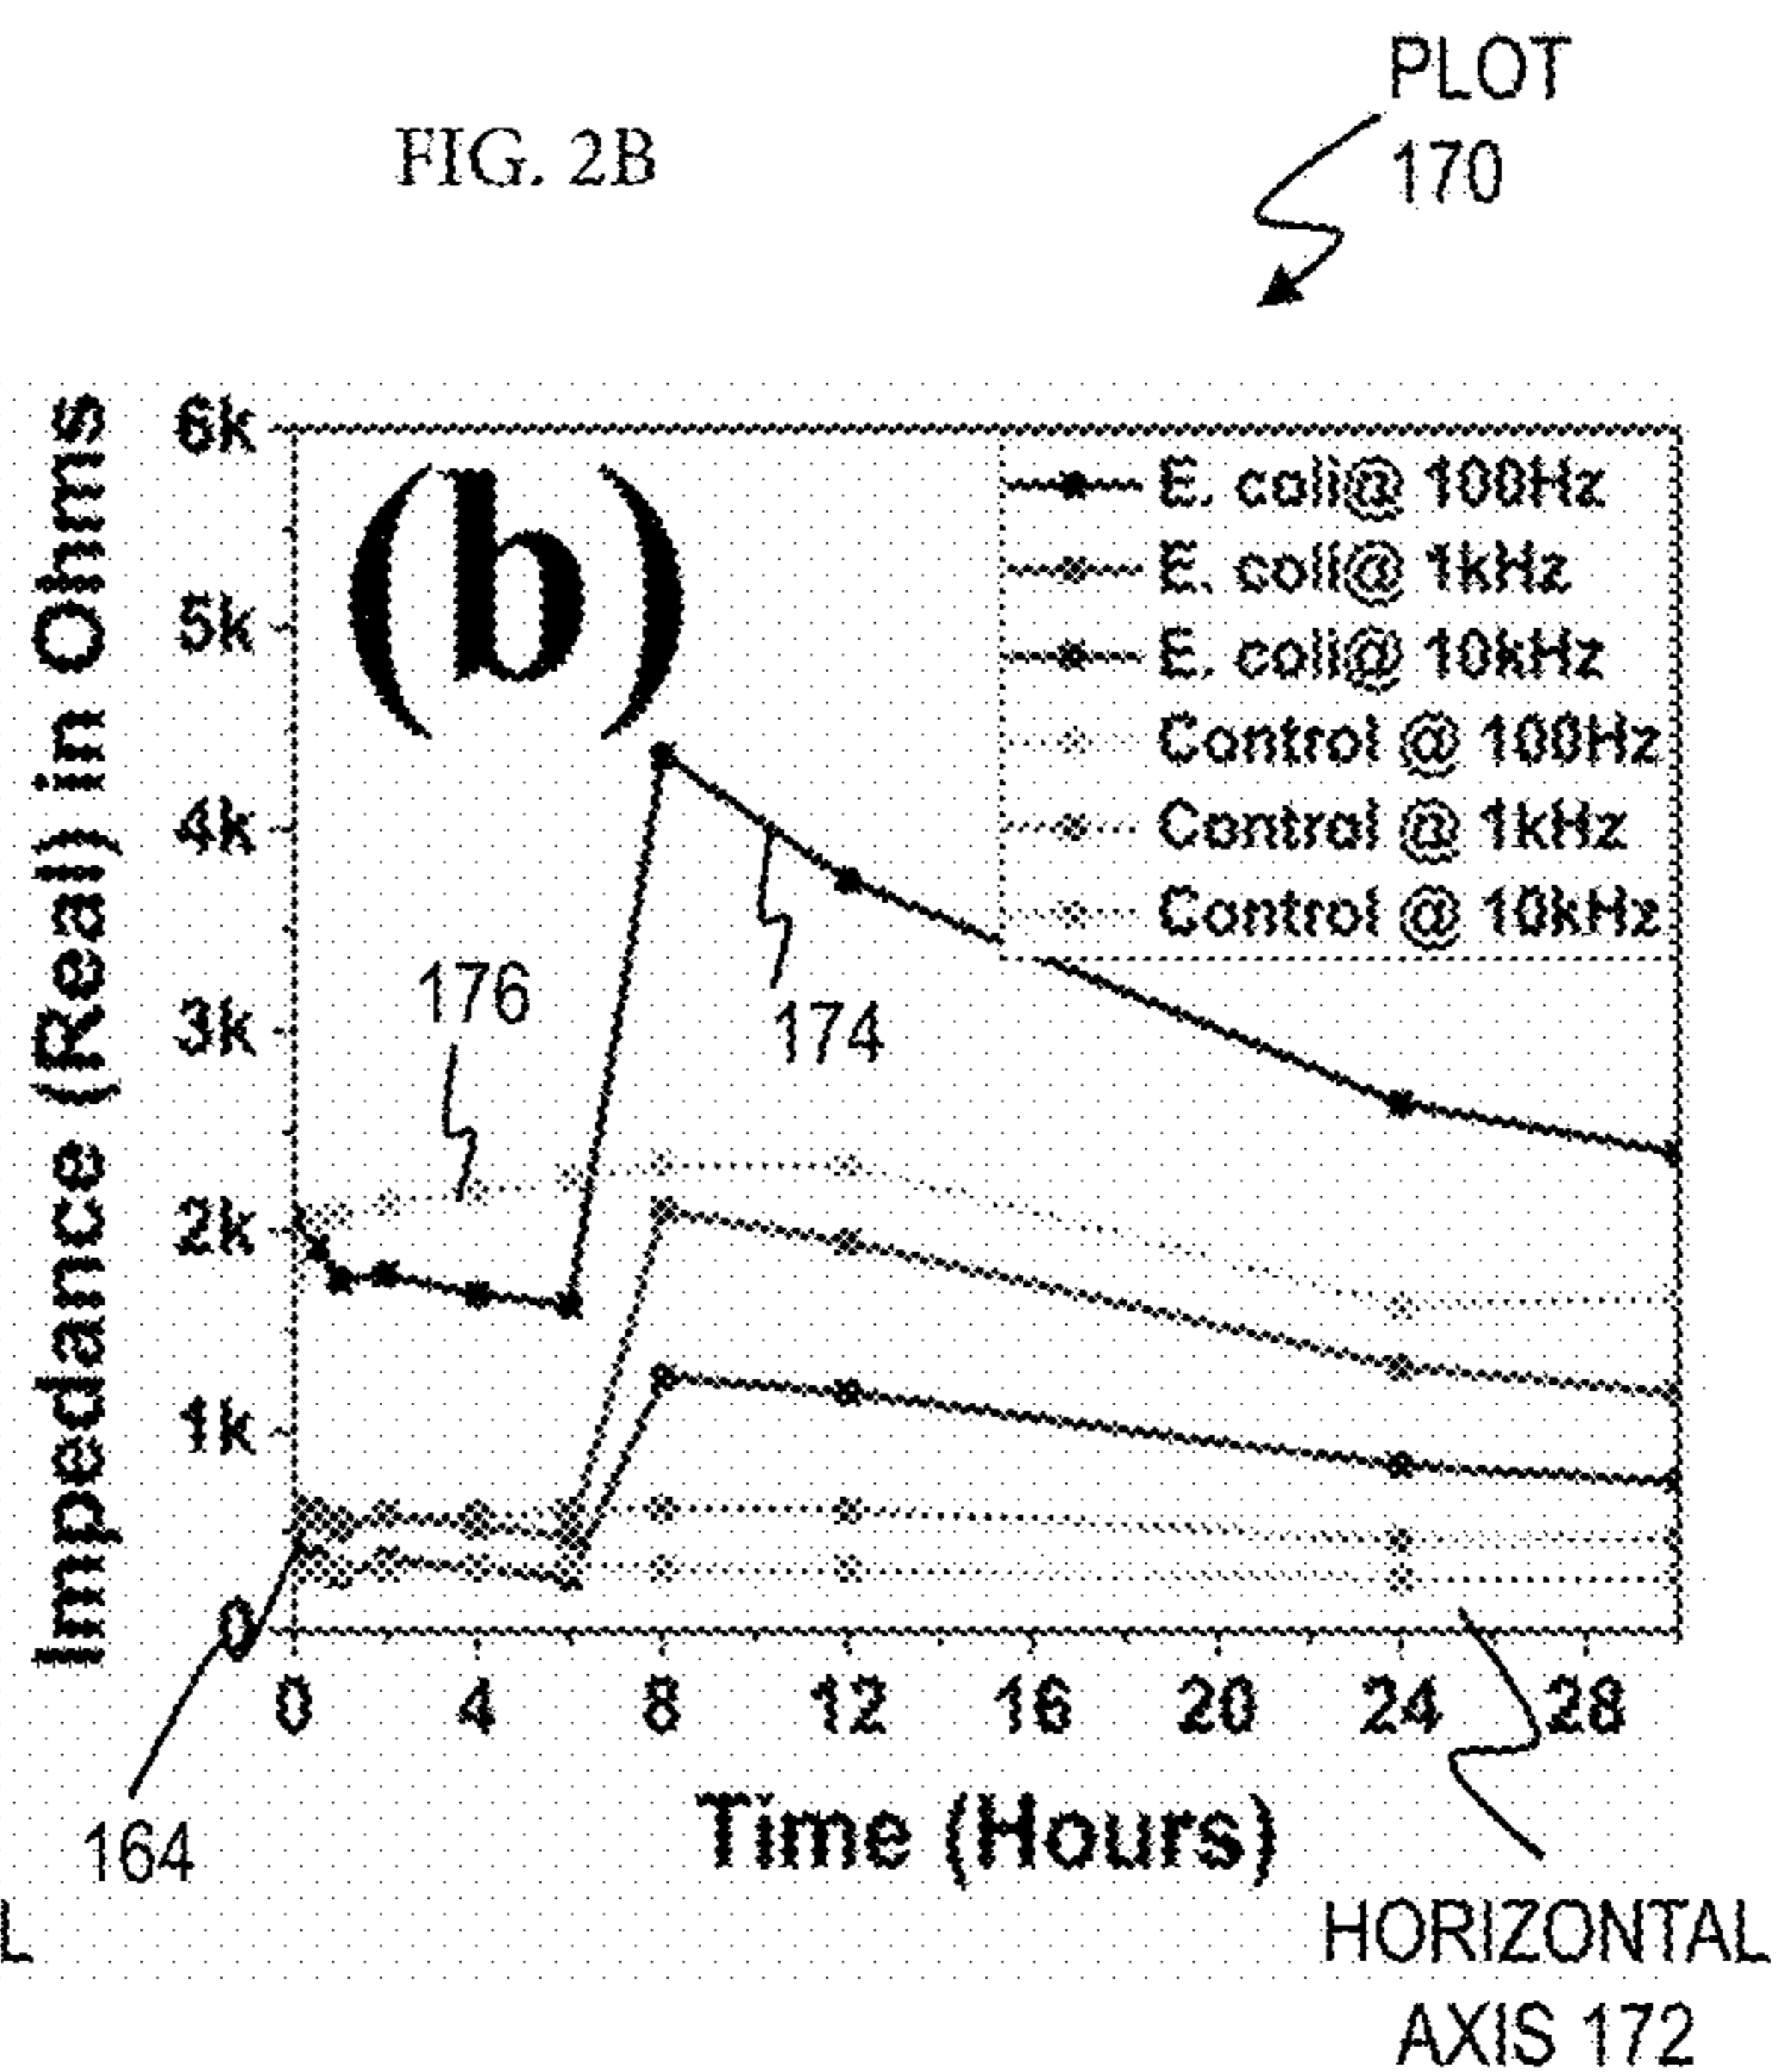 PLOT
170
FIG. 2B
Impedance (Real) in Ohms
6k
5k
4k
3k
2k
1k
0
(b)
E. coli@ 100Hz
E. coli@ 1kHz
E. coli@ 10kHz
Control @ 100Hz
Control @ 1kHz
Control @ 10kHz
176
174
0 4 8 12 16 20 24 28
Time (Hours)
164
L
HORIZONTAL
AXIS 172